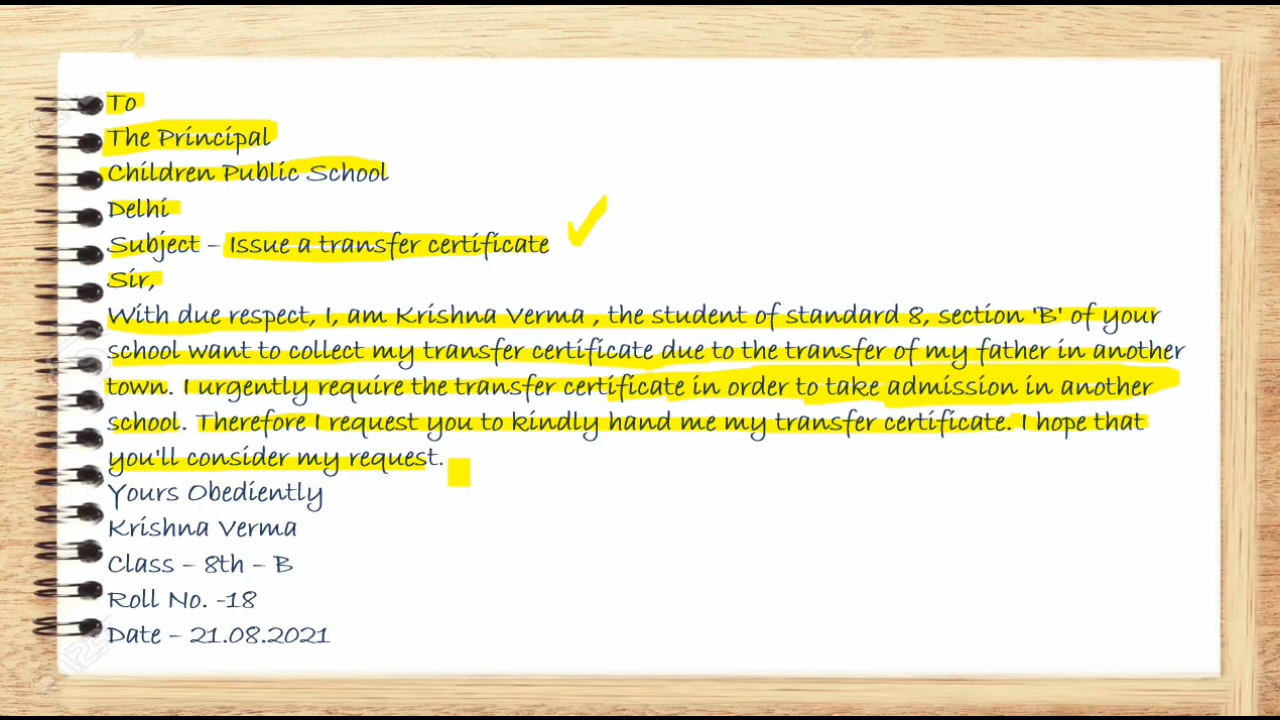 To
The Principal
Children Public School
Delhi
Subject – Issue a transfer certificate
Sir,
With due respect, I, am Krishna Verma , the student of standard 8, section 'B' of your
school want to collect my transfer certificate due to the transfer of my father in another
town. I urgently require the transfer certificate in order to take admission in another
school. Therefore I request you to kindly hand me my transfer certificate. I hope that
you'll consider my request.
Yours Obediently
Krishna Verma
Class – 8th – B
Roll No. -18
Date – 21.08.2021